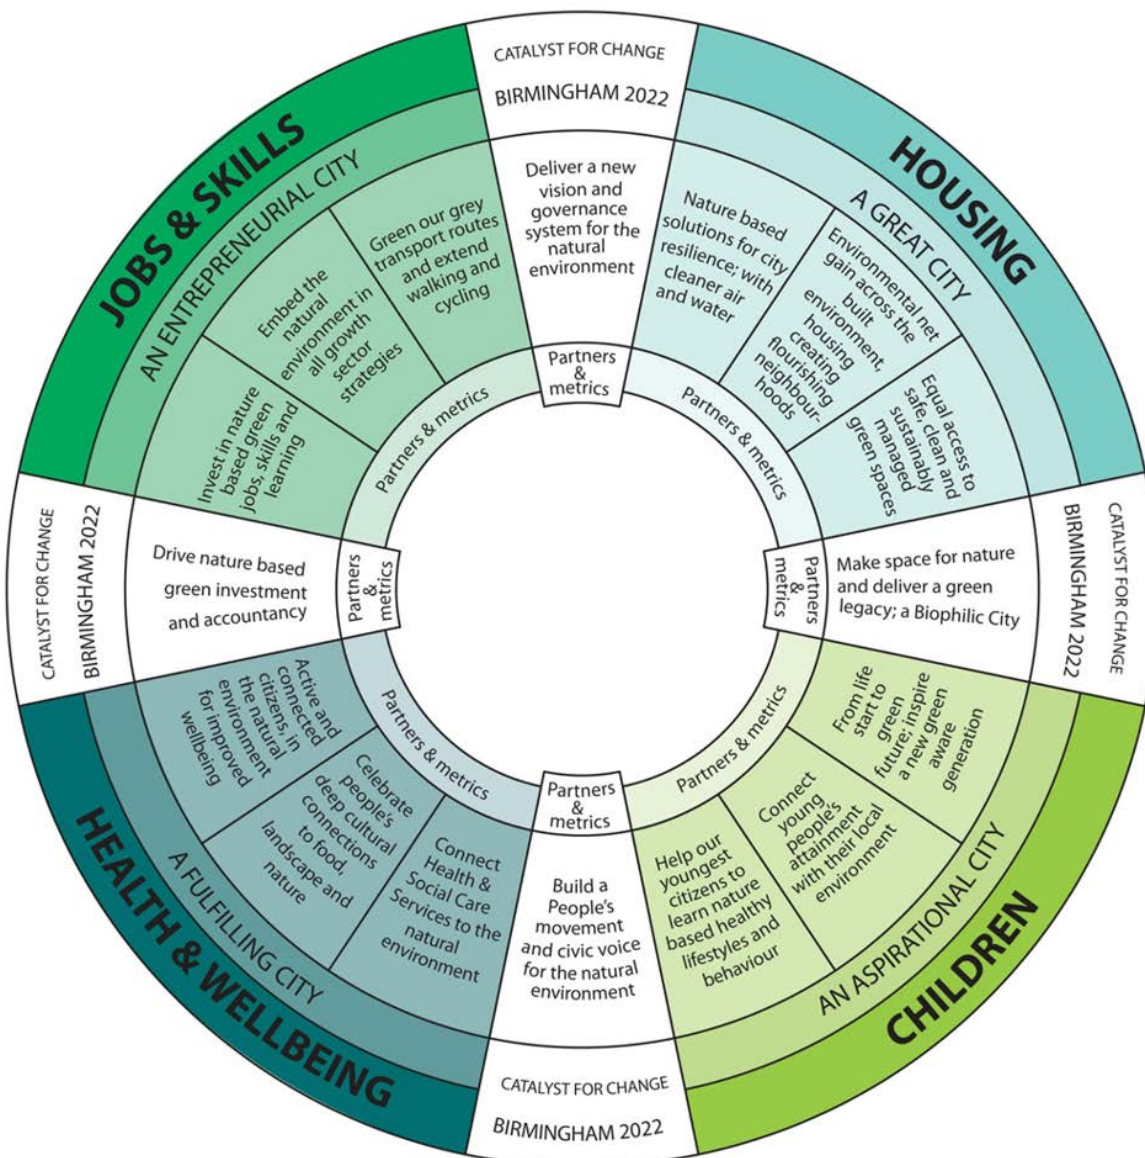 CATALYST FOR CHANGE
BIRMINGHAM 2022
Deliver a new
vision and
governance
system for the
natural
environment
Partners
&
metrics
HOUSING
A GREAT CITY
Nature based
solutions for city
resilience; with
cleaner air
and water
Environmental net
gain across the
built
environment,
housing
creating
flourishing
neighbour-
hoods
Equal access to
safe, clean and
sustainably
managed
green spaces
Partners & metrics
CATALYST FOR CHANGE
BIRMINGHAM 2022
Make space for nature
and deliver a green
legacy; a Biophilic City
Partners
&
metrics
CHILDREN
AN ASPIRATIONAL CITY
From life
start to
green
future; inspire
a new green
aware
generation
Connect
young
people's
attainment
with their local
environment
Help our
youngest
citizens to
learn nature
based healthy
lifestyles and
behaviour
Partners & metrics
CATALYST FOR CHANGE
BIRMINGHAM 2022
Build a
People's
movement
and civic voice
for the natural
environment
Partners
&
metrics
HEALTH & WELLBEING
A FULFILLING CITY
Connect
Health &
Social Care
Services to the
natural
environment
Celebrate
people's
deep cultural
connections
to food,
landscape and
nature
Active and
connected
citizens, in
the natural
environment
for improved
wellbeing
Partners & metrics
CATALYST FOR CHANGE
BIRMINGHAM 2022
Drive nature based
green investment
and accountancy
Partners
&
metrics
JOBS & SKILLS
AN ENTREPRENEURIAL CITY
Invest in nature
based green
jobs, skills and
learning
Embed the
natural
environment in
all growth
sector
strategies
Green our grey
transport routes
and extend
walking and
cycling
Partners & metrics